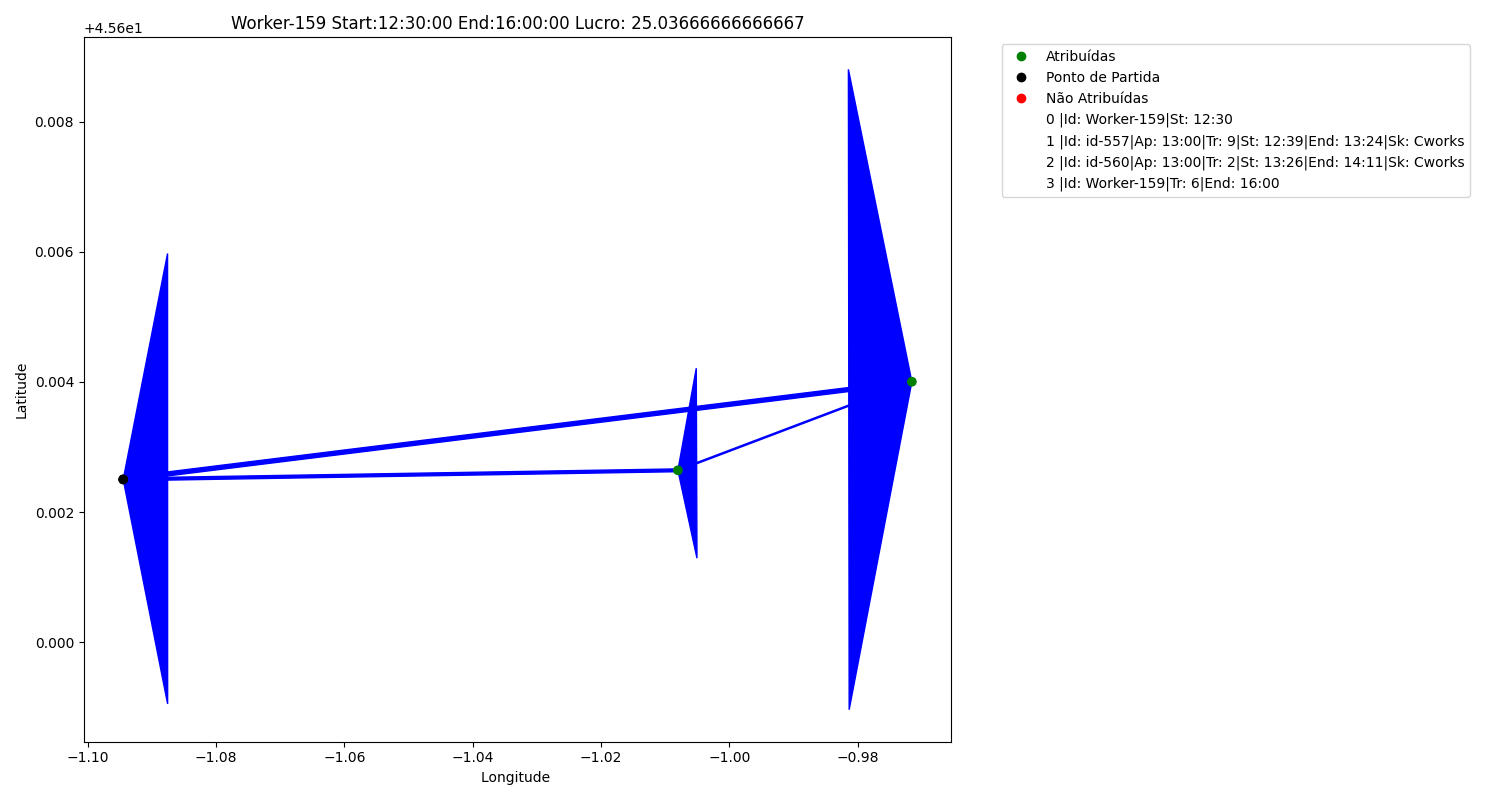 Worker-159 Start:12:30:00 End:16:00:00 Lucro: 25.03666666666667
+4.56e1
0.008
0.006
0.004
0.002
0.000
Latitude
−1.10
−1.08
−1.06
−1.04
−1.02
−1.00
−0.98
Longitude
Atribuídas
Ponto de Partida
Não Atribuídas
0 |Id: Worker-159|St: 12:30
1 |Id: id-557|Ap: 13:00|Tr: 9|St: 12:39|End: 13:24|Sk: Cworks
2 |Id: id-560|Ap: 13:00|Tr: 2|St: 13:26|End: 14:11|Sk: Cworks
3 |Id: Worker-159|Tr: 6|End: 16:00